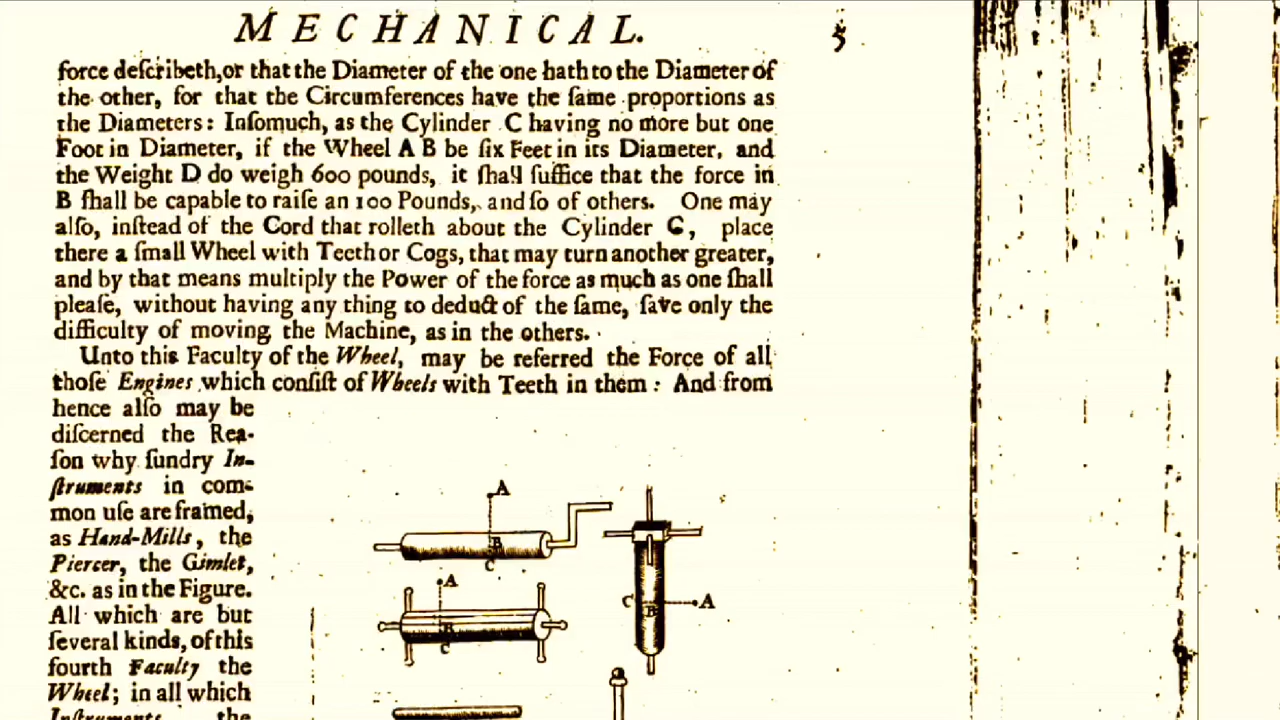 MECHANICAL. 5
force deſcribeth, or that the Diameter of the one hath to the Diameter of
the other, for that the Circumferences have the ſame proportions as
the Diameters: Inſomuch, as the Cylinder C having no more but one
Foot in Diameter, if the Wheel A B be ſix Feet in its Diameter, and
the Weight D do weigh 600 pounds, it ſhall ſuffice that the force in
B ſhall be capable to raiſe an 100 Pounds, and ſo of others. One may
alſo, inſtead of the Cord that rolleth about the Cylinder C, place
there a ſmall Wheel with Teeth or Cogs, that may turn another greater,
and by that means multiply the Power of the force as much as one ſhall
pleaſe, without having any thing to deduct of the ſame, ſave only the
difficulty of moving the Machine, as in the others.
Unto this Faculty of the Wheel, may be referred the Force of all
thoſe Engines which conſiſt of Wheels with Teeth in them: And from
hence alſo may be
diſcerned the Rea-
ſon why ſundry In-
ſtruments in com-
mon uſe are framed,
as Hand-Mills, the
Piercer, the Gimlet,
&c. as in the Figure.
All which are but
ſeveral kinds, of this
fourth Faculty the
Wheel; in all which
Inſtruments the
A
B
C
A
B
C
C B A